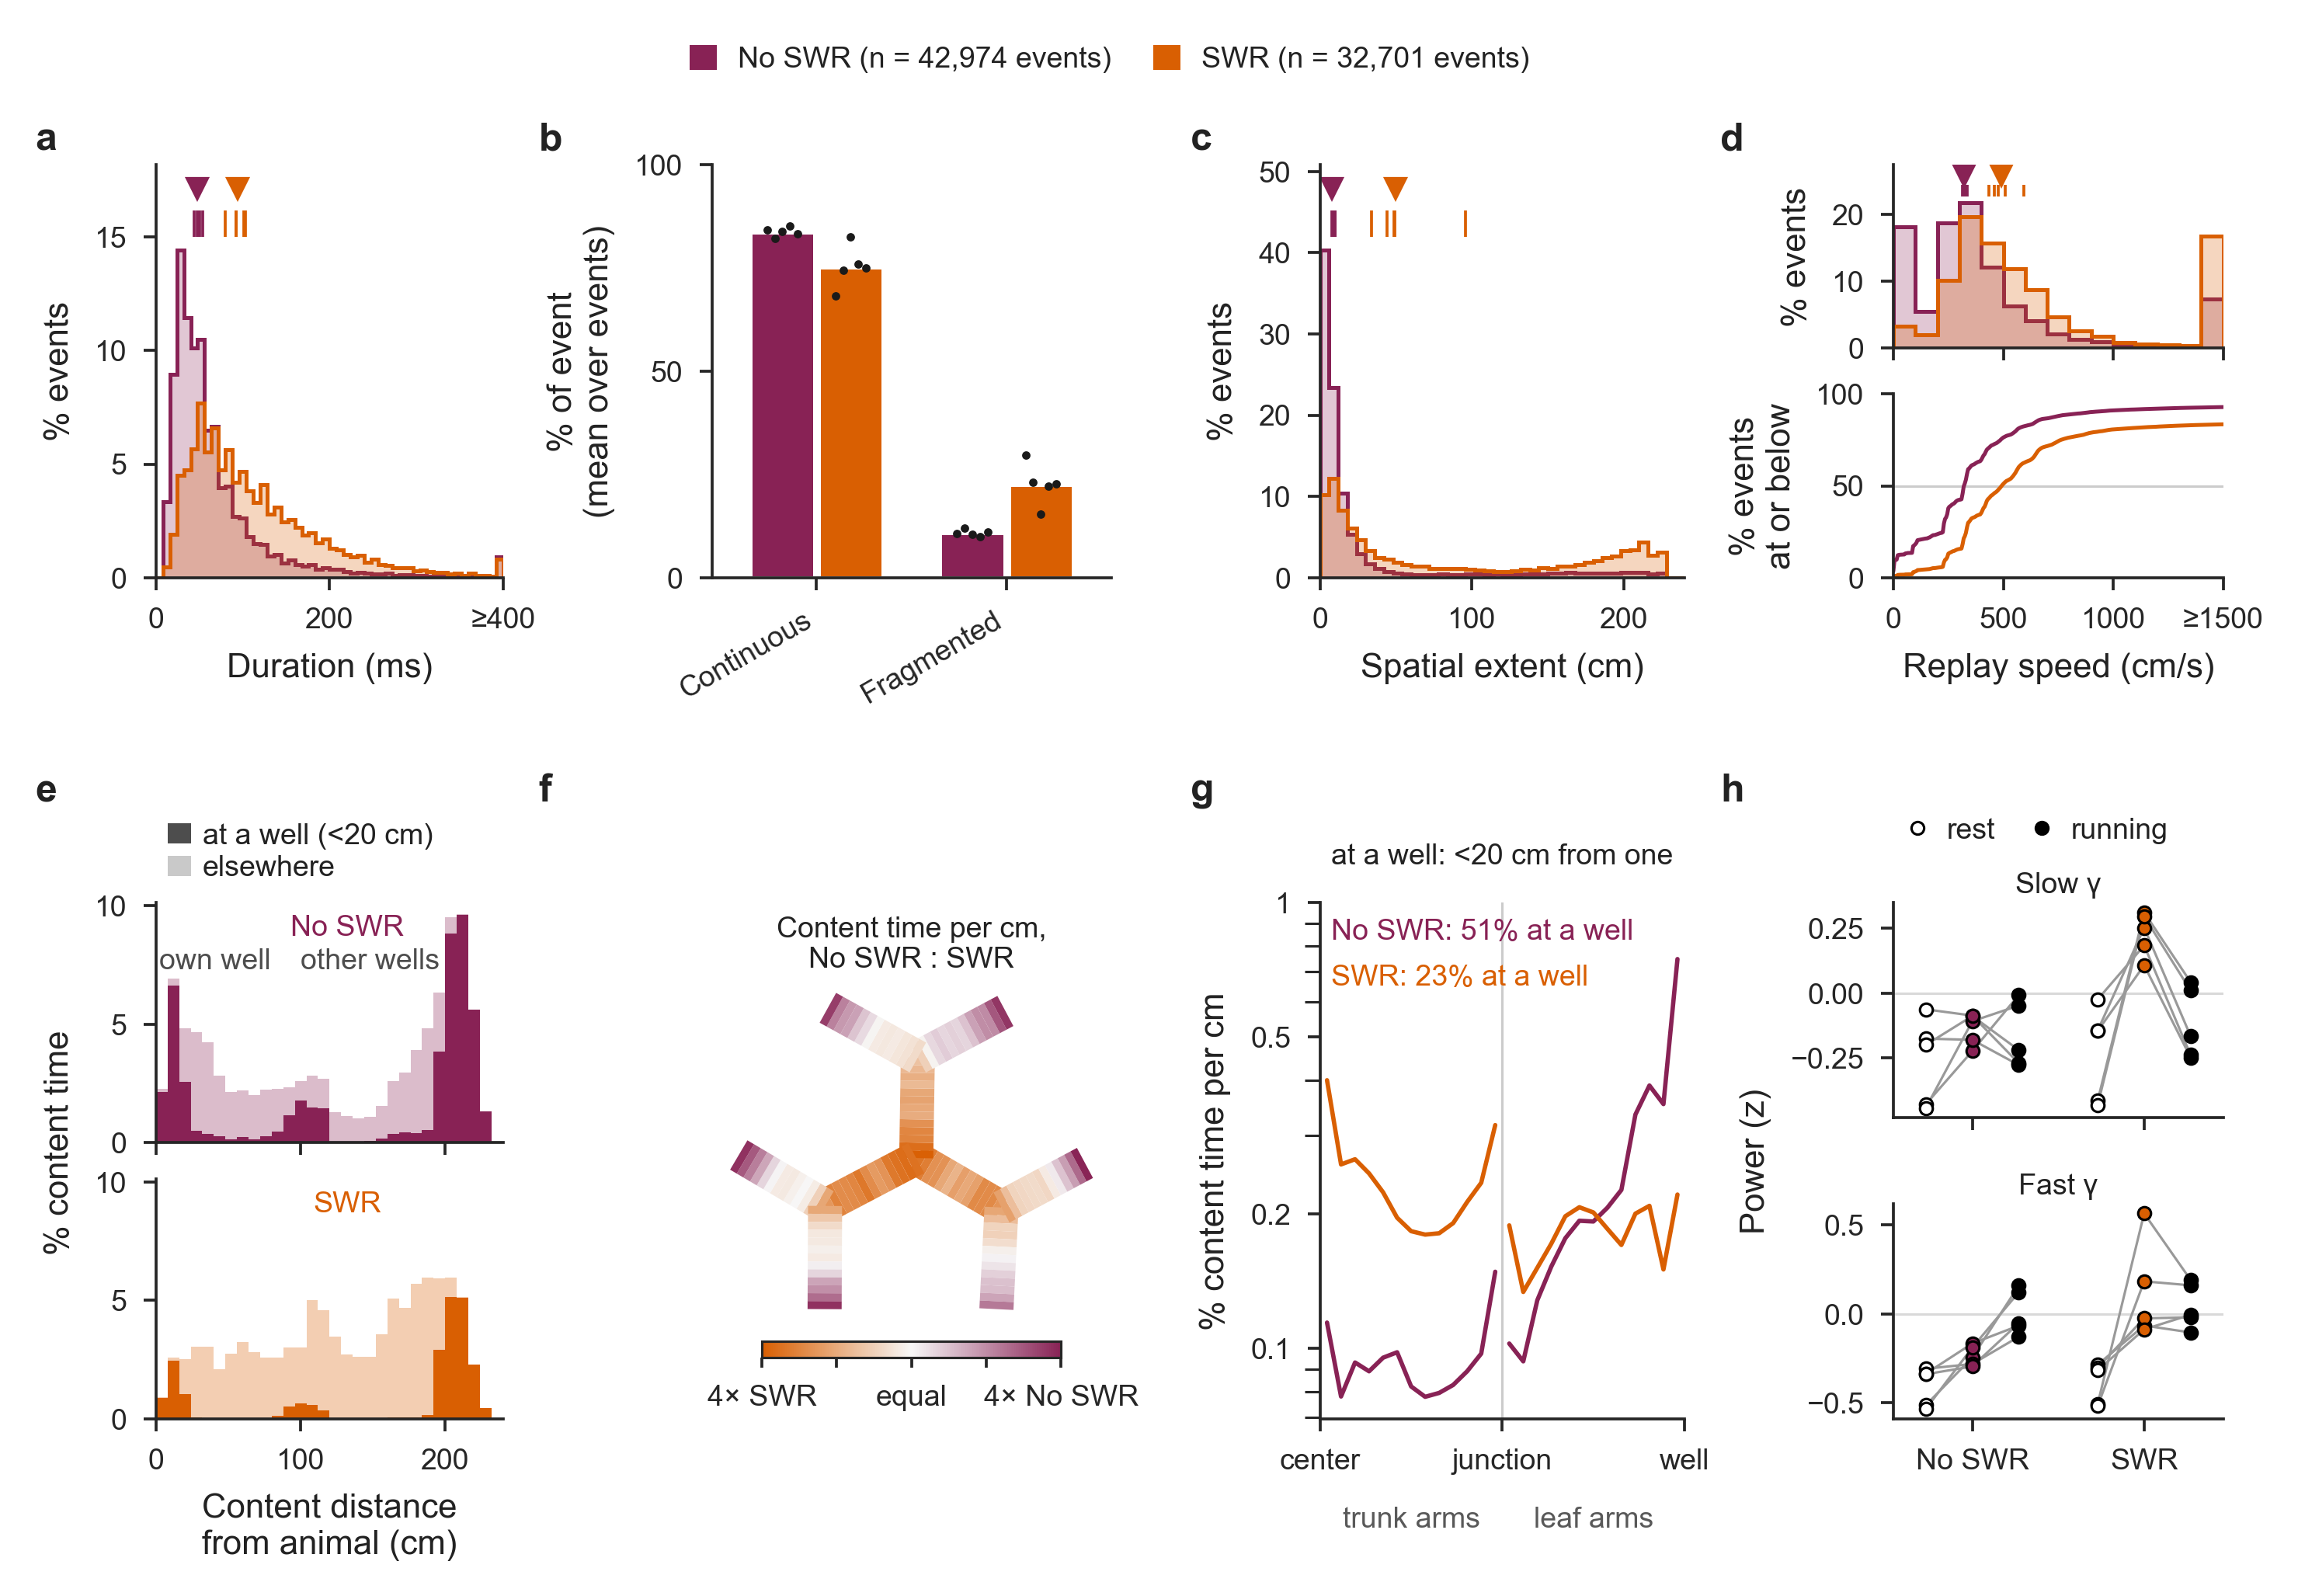 No SWR (n = 42,974 events)
SWR (n = 32,701 events)
a
% events
15
10
5
0
0
200
≥400
Duration (ms)
b
% of event
(mean over events)
100
50
0
Continuous
Fragmented
c
% events
50
40
30
20
10
0
0
100
200
Spatial extent (cm)
d
% events
20
10
0
% events
at or below
100
50
0
0
500
1000
≥1500
Replay speed (cm/s)
e
at a well (<20 cm)
elsewhere
% content time
10
5
0
No SWR
own well
other wells
10
5
0
SWR
0
100
200
Content distance
from animal (cm)
f
Content time per cm,
No SWR : SWR
4× SWR
equal
4× No SWR
g
at a well: <20 cm from one
No SWR: 51% at a well
SWR: 23% at a well
% content time per cm
1
0.5
0.2
0.1
center
junction
well
trunk arms
leaf arms
h
rest
running
Slow γ
Power (z)
0.25
0.00
−0.25
Fast γ
0.5
0.0
−0.5
No SWR
SWR